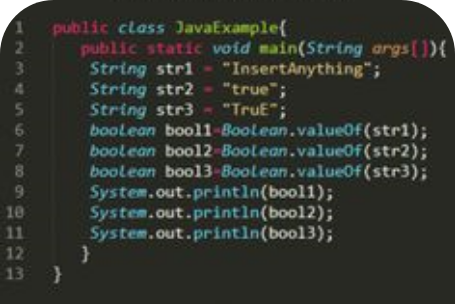 1 public class JavaExample{
2 public static void main(String args[]){
3 String str1 = "InsertAnything";
4 String str2 = "true";
5 String str3 = "TruE";
6 boolean bool1=Boolean.valueOf(str1);
7 boolean bool2=Boolean.valueOf(str2);
8 boolean bool3=Boolean.valueOf(str3);
9 System.out.println(bool1);
10 System.out.println(bool2);
11 System.out.println(bool3);
12 }
13 }